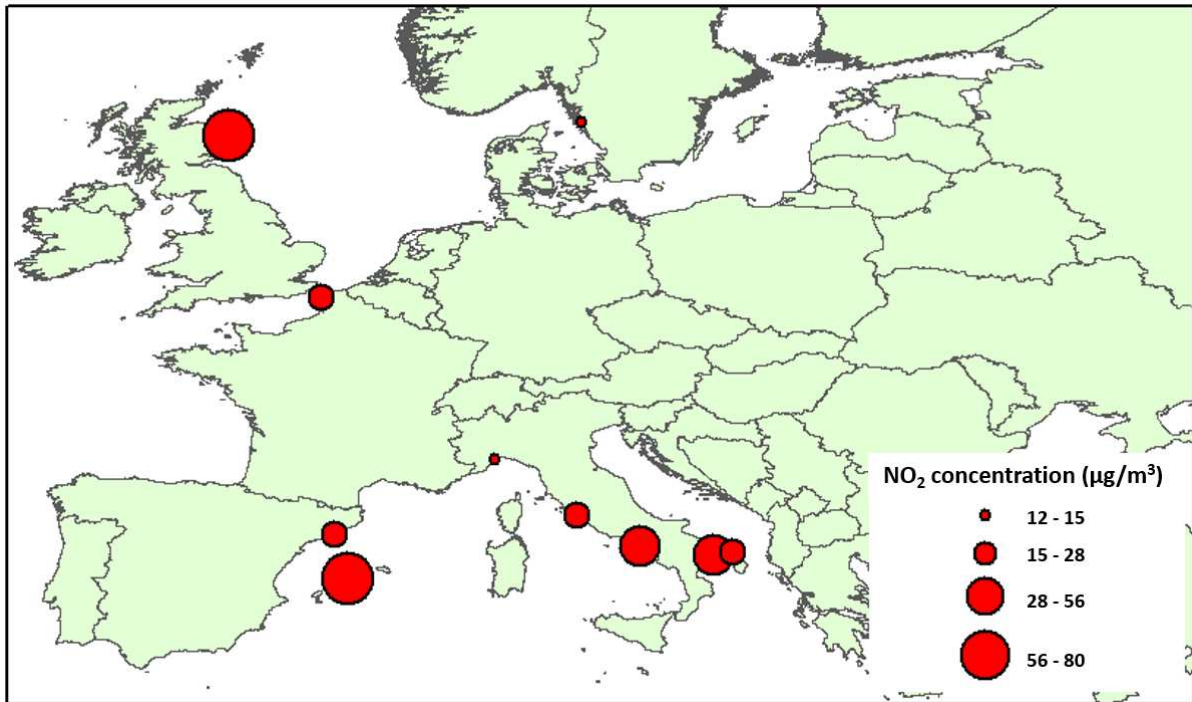 NO₂ concentration (µg/m³)
12 - 15
15 - 28
28 - 56
56 - 80